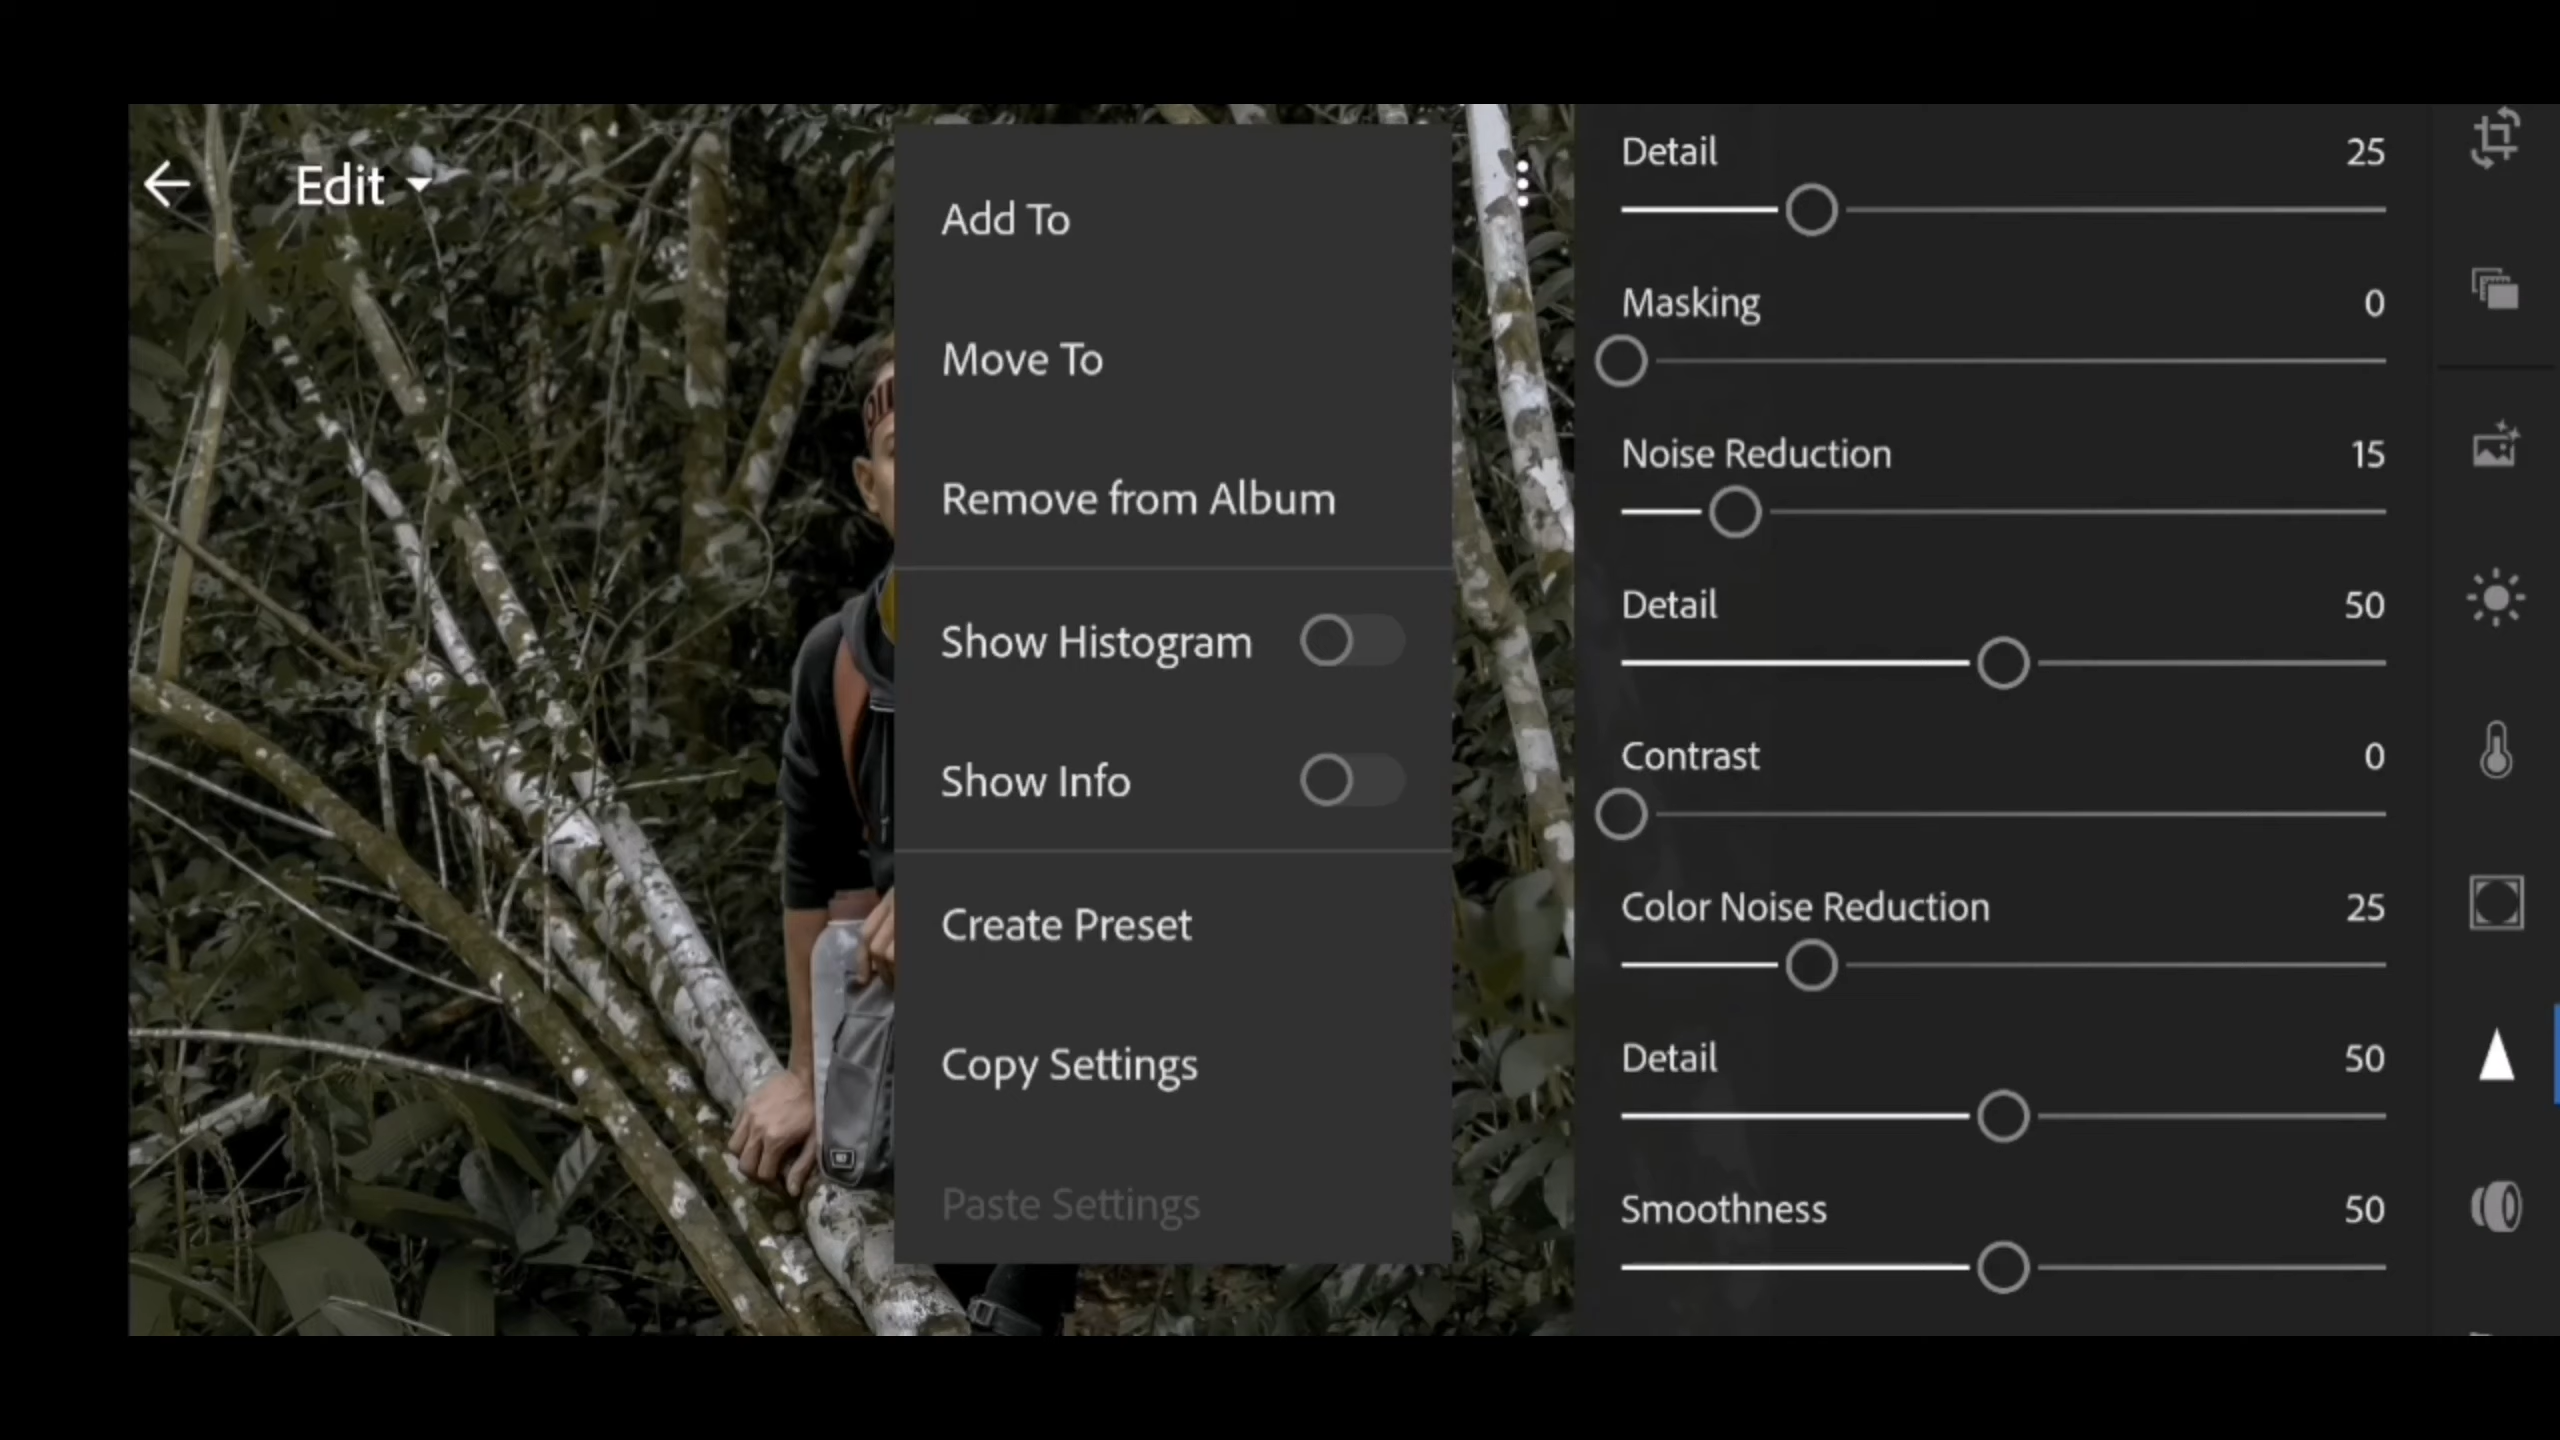 Edit
Add To
Move To
Remove from Album
Show Histogram
Show Info
Create Preset
Copy Settings
Paste Settings
Detail 25
Masking 0
Noise Reduction 15
Detail 50
Contrast 0
Color Noise Reduction 25
Detail 50
Smoothness 50